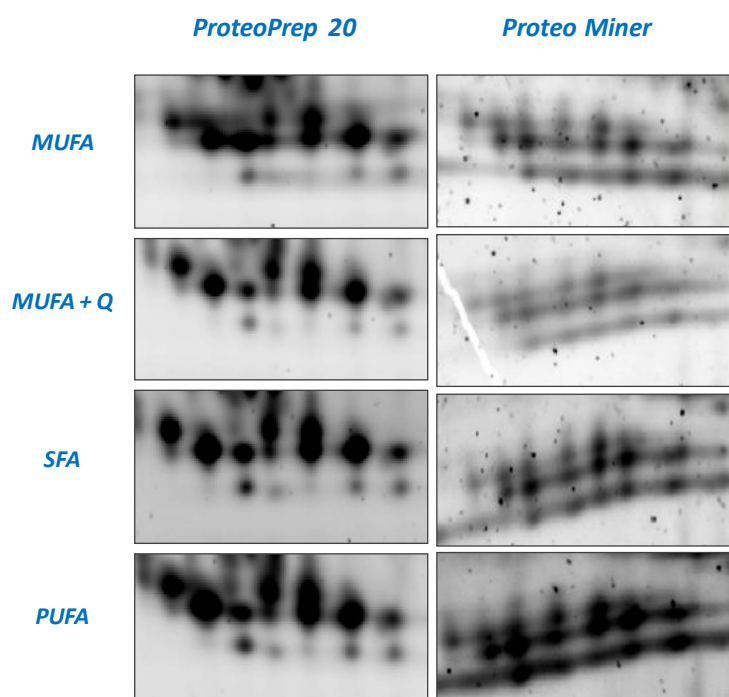 ProteoPrep 20 Proteo Miner
MUFA
MUFA + Q
SFA
PUFA